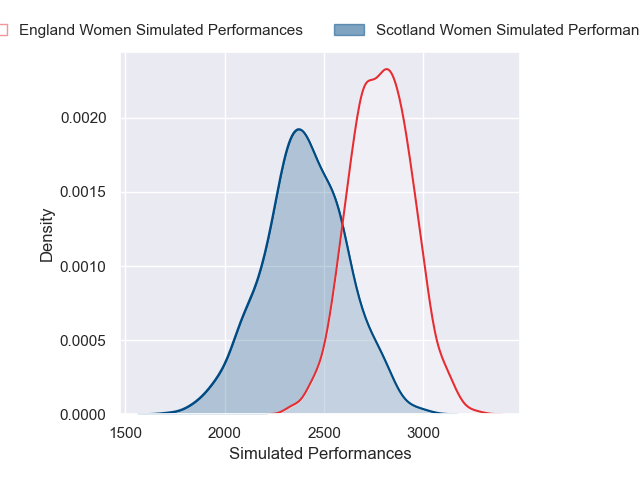 England Women Simulated Performances
Scotland Women Simulated
Density
0.0020
0.0015
0.0010
0.0005
0.0000
1500 2000 2500 3000
Simulated Performances